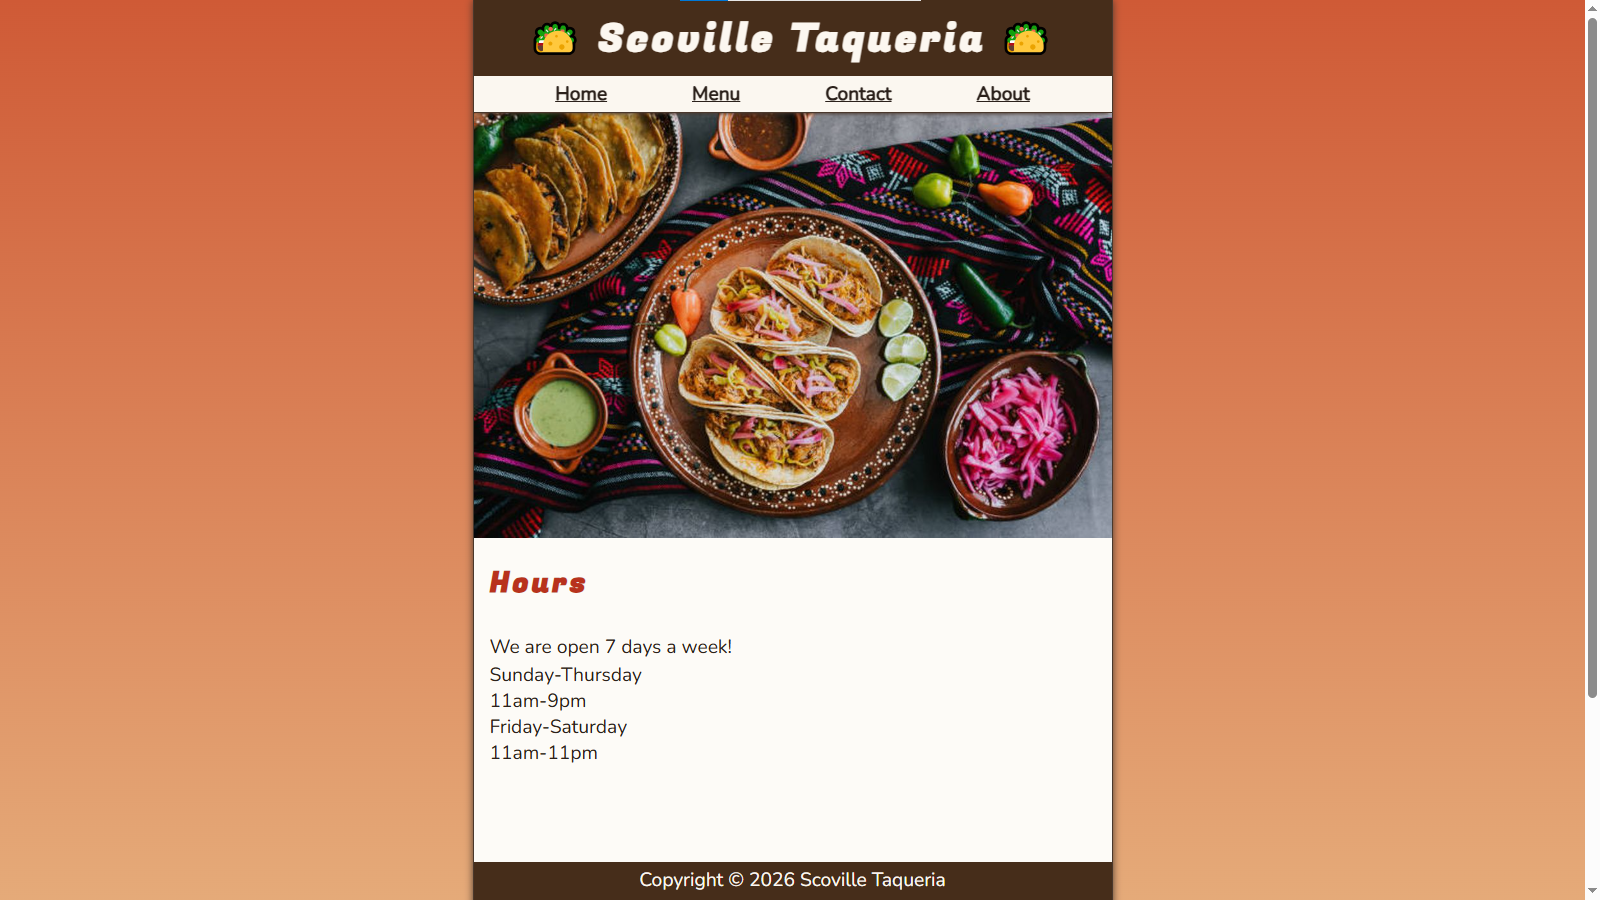 Scoville Taqueria
Home Menu Contact About
Hours
We are open 7 days a week!
Sunday-Thursday
11am-9pm
Friday-Saturday
11am-11pm
Copyright © 2026 Scoville Taqueria